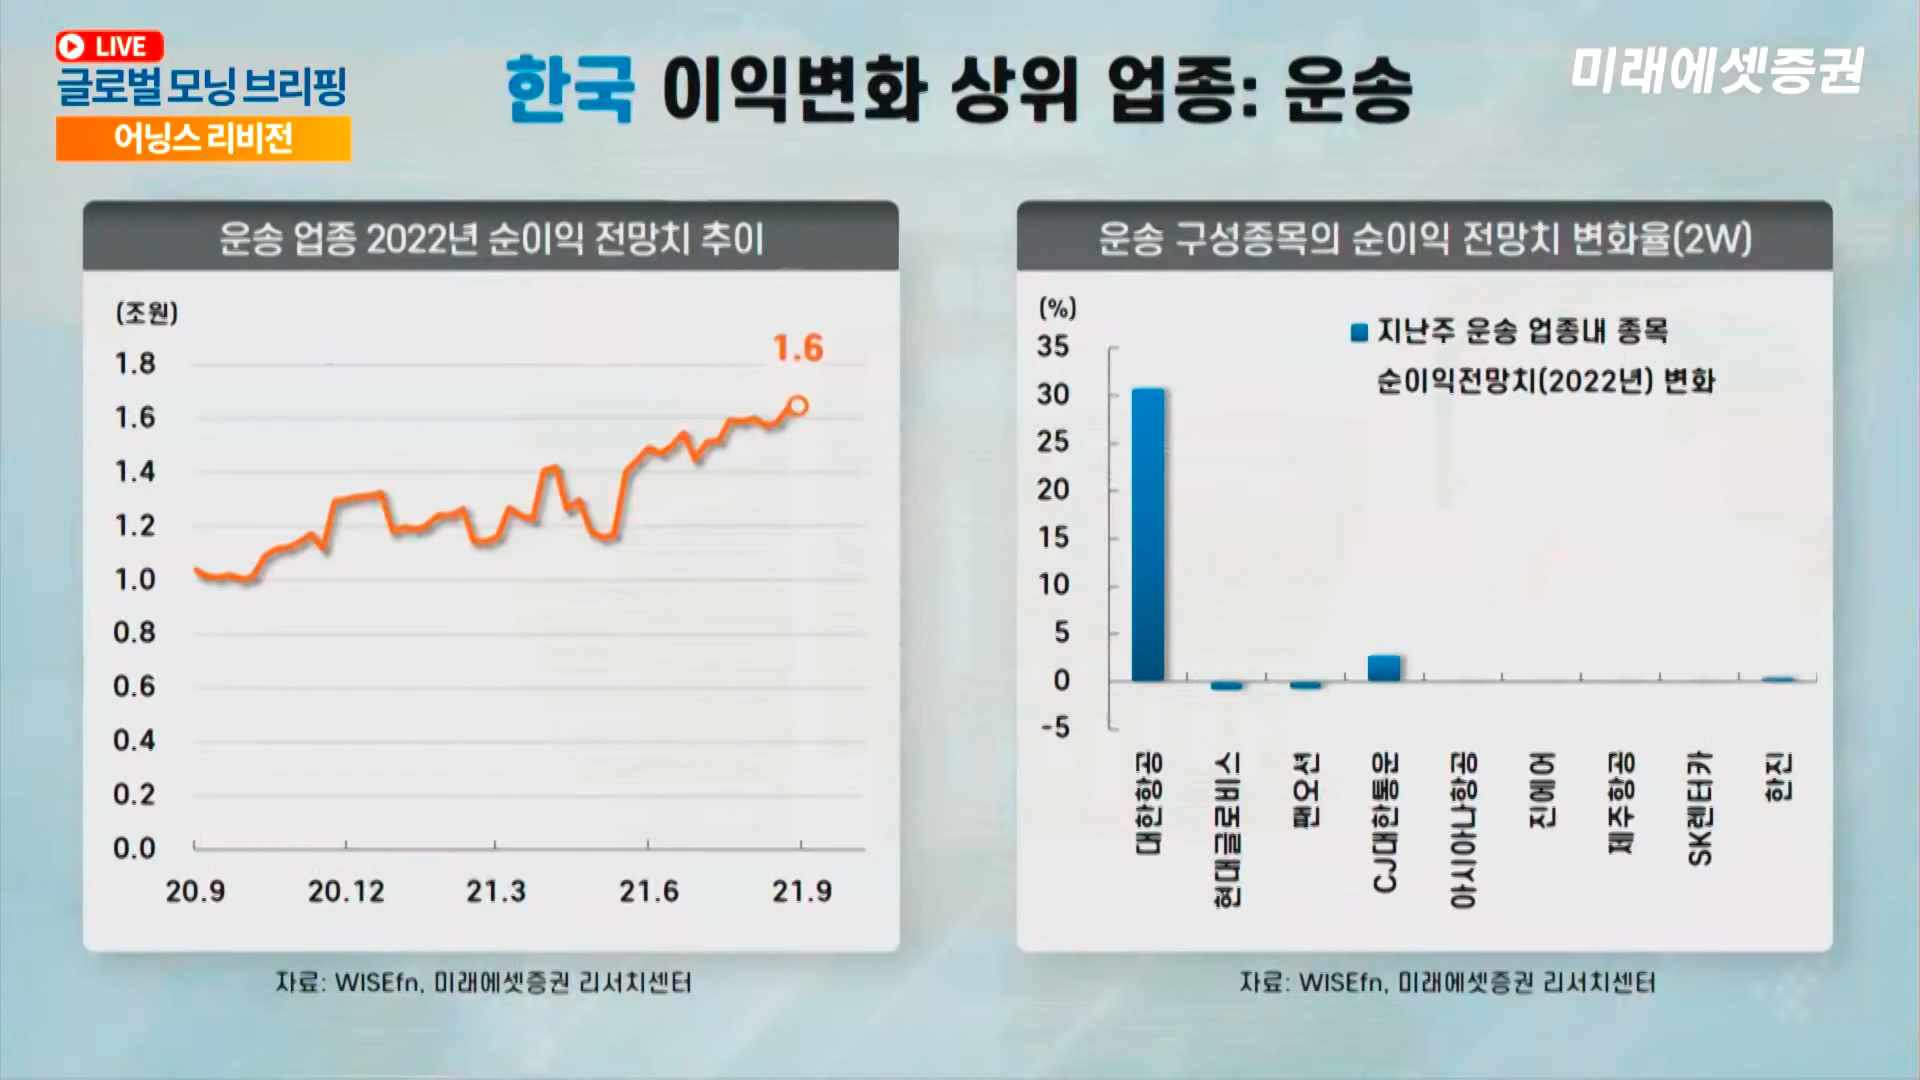 LIVE
글로벌 모닝 브리핑
어닝스 리비전
한국 이익변화 상위 업종: 운송
미래에셋증권
운송 업종 2022년 순이익 전망치 추이
(조원)
1.6
1.8
1.6
1.4
1.2
1.0
0.8
0.6
0.4
0.2
0.0
20.9 20.12 21.3 21.6 21.9
자료: WISEfn, 미래에셋증권 리서치센터
운송 구성종목의 순이익 전망치 변화율(2W)
(%)
지난주 운송 업종내 종목
순이익전망치(2022년) 변화
35
30
25
20
15
10
5
0
-5
대한항공
현대글로비스
팬오션
CJ대한통운
아시아나항공
진에어
제주항공
SK렌터카
한진
자료: WISEfn, 미래에셋증권 리서치센터